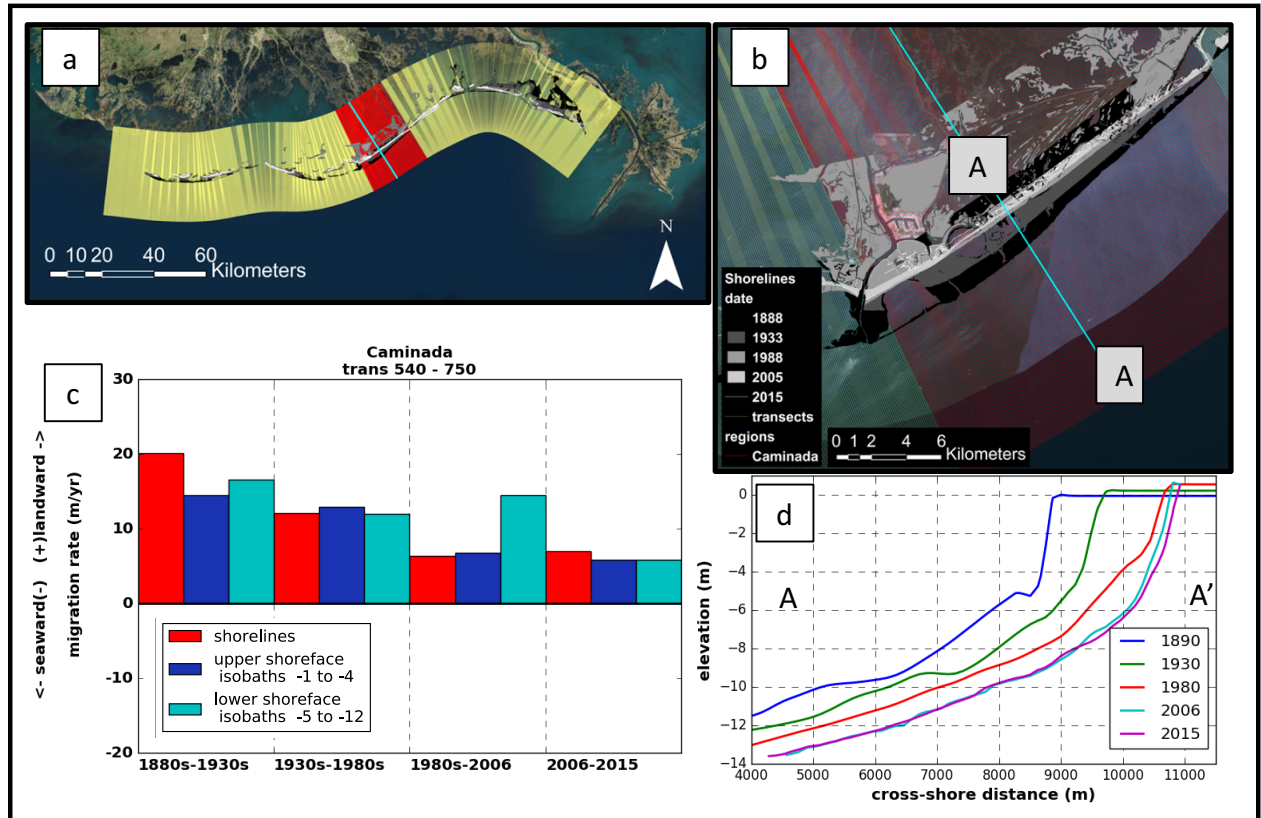 a
N
0 10 20 40 60
Kilometers
b
A
A
Shorelines
date
1888
1933
1988
2005
2015
transects
regions
Caminada
0 1 2 4 6
Kilometers
Caminada
trans 540 - 750
c
<- seaward(-) (+)landward ->
migration rate (m/yr)
30
20
10
0
-10
-20
shorelines
upper shoreface
isobaths -1 to -4
lower shoreface
isobaths -5 to -12
1880s-1930s 1930s-1980s 1980s-2006 2006-2015
d
elevation (m)
0
−2
−4
−6
−8
−10
−12
−14
A
A'
1890
1930
1980
2006
2015
4000 5000 6000 7000 8000 9000 10000 11000
cross-shore distance (m)